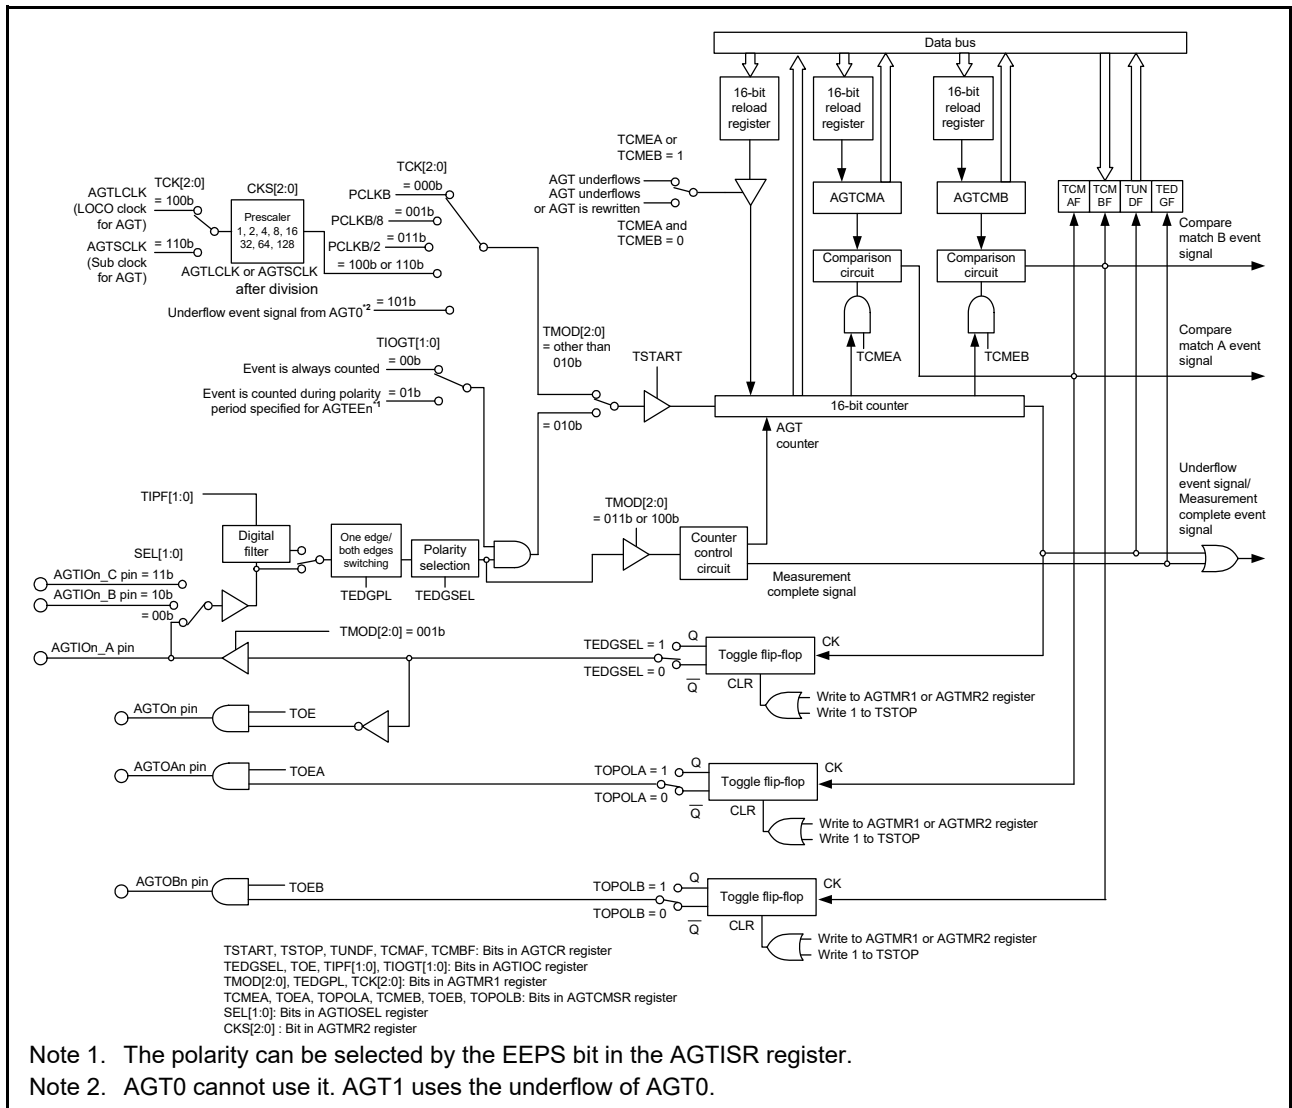 Data bus
16-bit
reload
register
16-bit
reload
register
16-bit
reload
register
TCMEA or
TCMEB = 1
AGT underflows
AGT underflows
or AGT is rewritten
TCMEA and
TCMEB = 0
TCK[2:0]
AGTLCLK
(LOCO clock
for AGT)
= 100b
AGTSCLK
(Sub clock
for AGT)
= 110b
CKS[2:0]
Prescaler
1, 2, 4, 8, 16
32, 64, 128
AGTLCLK or AGTSCLK
after division
TCK[2:0]
PCLKB
= 000b
PCLKB/8
= 001b
PCLKB/2
= 011b
= 100b or 110b
Underflow event signal from AGT0*2
= 101b
AGTCMA
AGTCMB
TCM
AF
TCM
BF
TUN
DF
TED
GF
Comparison
circuit
Comparison
circuit
TCMEA
TCMEB
Compare
match B event
signal
Compare
match A event
signal
TIOGT[1:0]
Event is always counted
= 00b
Event is counted during polarity
period specified for AGTEEn*1
= 01b
TMOD[2:0]
= other than
010b
= 010b
TSTART
16-bit counter
AGT
counter
Underflow
event signal/
Measurement
complete event
signal
TIPF[1:0]
Digital
filter
One edge/
both edges
switching
Polarity
selection
TEDGPL
TEDGSEL
TMOD[2:0]
= 011b or 100b
Counter
control
circuit
Measurement
complete signal
SEL[1:0]
AGTIOn_C pin = 11b
AGTIOn_B pin = 10b
= 00b
AGTIOn_A pin
TMOD[2:0] = 001b
TEDGSEL = 1
TEDGSEL = 0
Q
Q
Toggle flip-flop
CK
CLR
Write to AGTMR1 or AGTMR2 register
Write 1 to TSTOP
AGTOn pin
TOE
AGTOAn pin
TOEA
TOPOLA = 1
TOPOLA = 0
Q
Q
Toggle flip-flop
CK
CLR
Write to AGTMR1 or AGTMR2 register
Write 1 to TSTOP
AGTOBn pin
TOEB
TOPOLB = 1
TOPOLB = 0
Q
Q
Toggle flip-flop
CK
CLR
Write to AGTMR1 or AGTMR2 register
Write 1 to TSTOP
TSTART, TSTOP, TUNDF, TCMAF, TCMBF: Bits in AGTCR register
TEDGSEL, TOE, TIPF[1:0], TIOGT[1:0]: Bits in AGTIOC register
TMOD[2:0], TEDGPL, TCK[2:0]: Bits in AGTMR1 register
TCMEA, TOEA, TOPOLA, TCMEB, TOEB, TOPOLB: Bits in AGTCMSR register
SEL[1:0]: Bits in AGTIOSEL register
CKS[2:0] : Bit in AGTMR2 register
Note 1. The polarity can be selected by the EEPS bit in the AGTISR register.
Note 2. AGT0 cannot use it. AGT1 uses the underflow of AGT0.